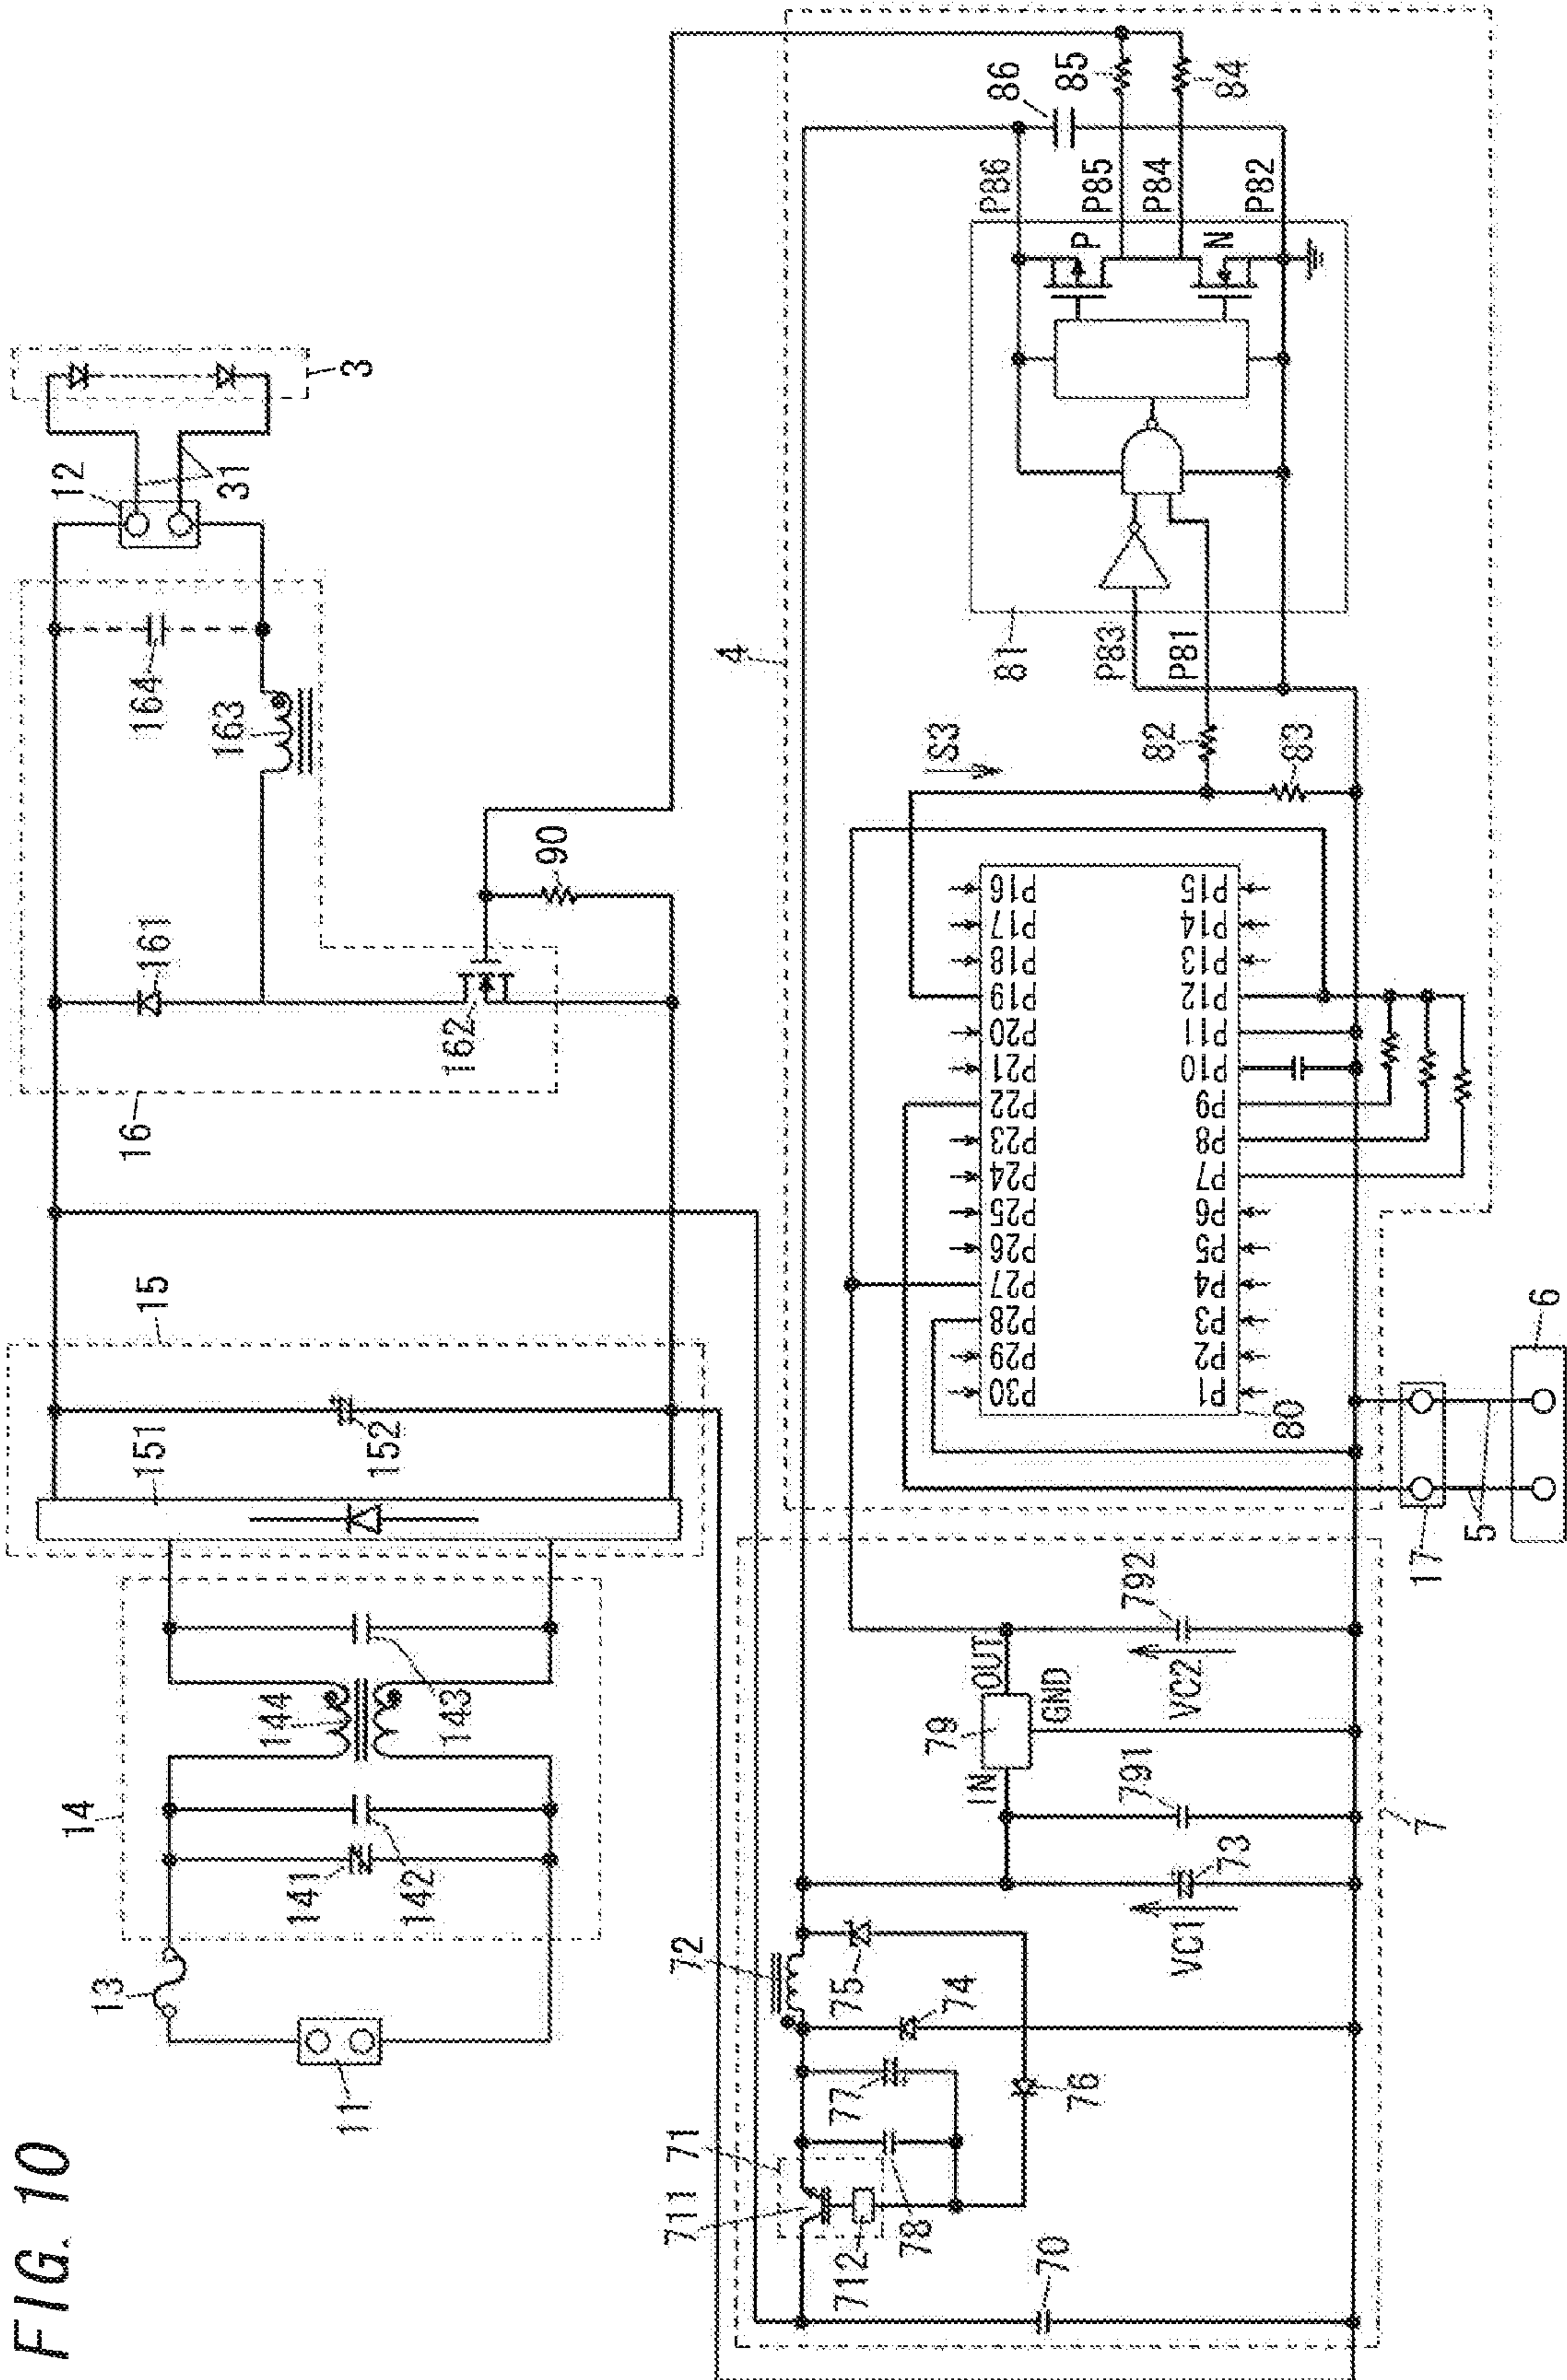 FIG. 10
11
13
14
141
142
144
143
15
151
152
16
161
162
90
163
164
12
31
3
4
7
70
71
711
712
78
77
76
74
75
72
VC1
73
791
IN
79
OUT
GND
VC2
792
17
5
6
80
P30
P29
P28
P27
P26
P25
P24
P23
P22
P21
P20
P19
P18
P17
P16
P1
P2
P3
P4
P5
P6
P7
P8
P9
P10
P11
P12
P13
P14
P15
S3
82
83
81
P83
P81
P
N
P86
P85
P84
P82
86
85
84